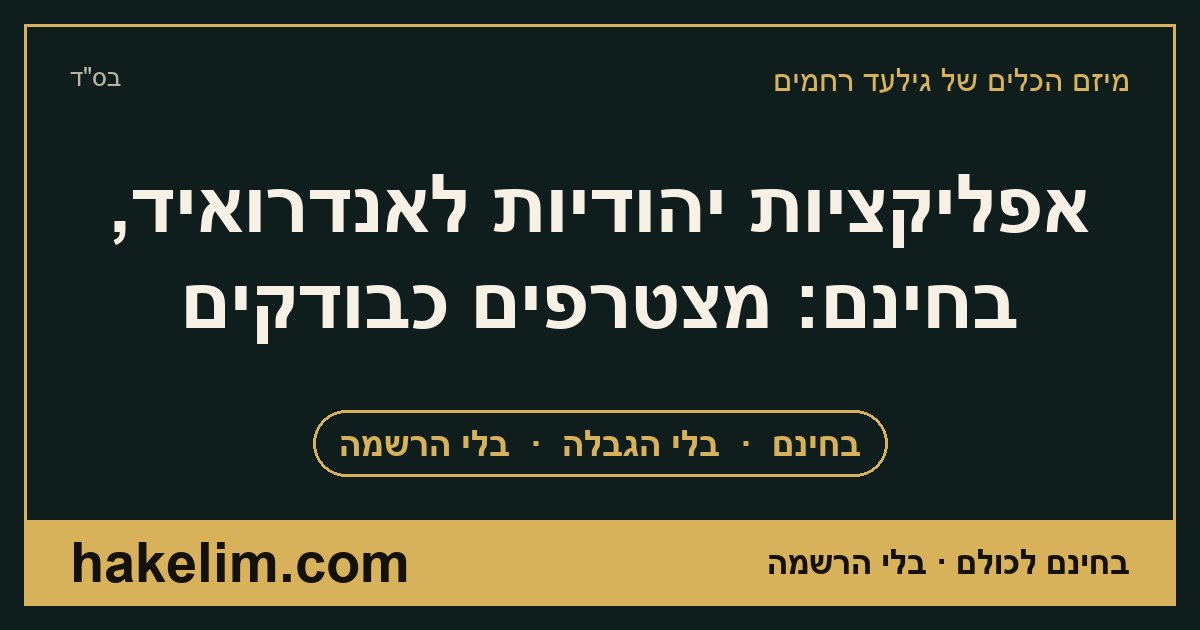 מיזם הכלים של גילעד רחמים
בס"ד
אפליקציות יהודיות לאנדרואיד,
בחינם: מצטרפים כבודקים
בחינם · בלי הגבלה · בלי הרשמה
בחינם לכולם · בלי הרשמה
hakelim.com